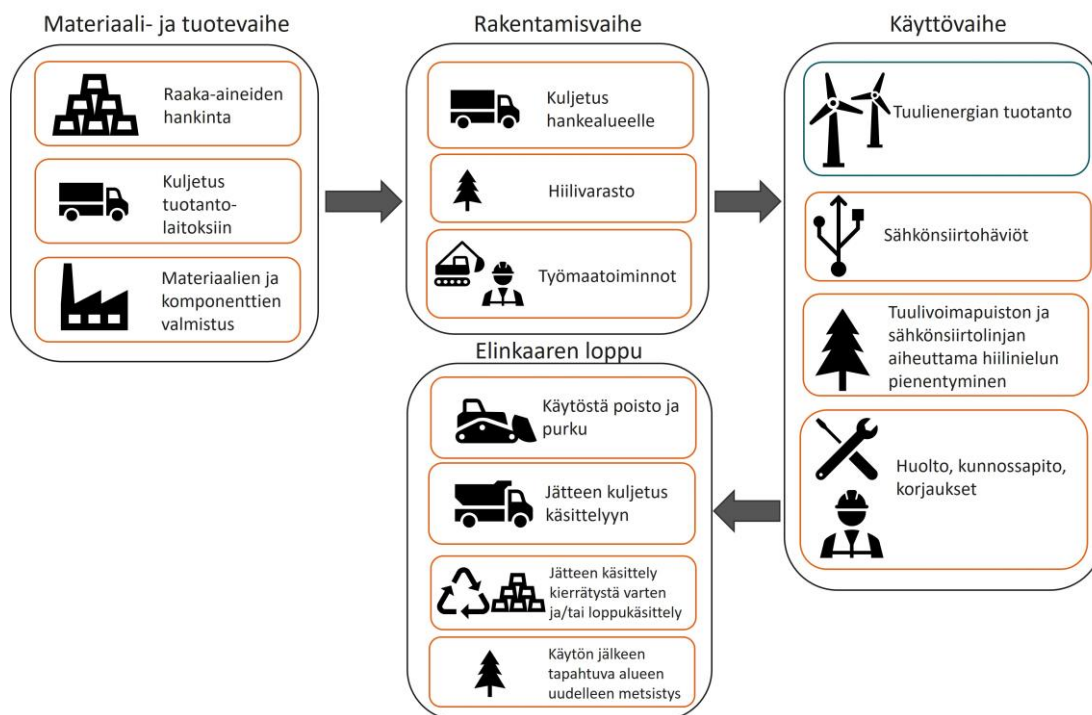 Materiaali- ja tuotevaihe
Raaka-aineiden
hankinta
Kuljetus
tuotanto-
laitoksiin
Materiaalien ja
komponenttien
valmistus
Rakentamisvaihe
Kuljetus
hankealueelle
Hiilivarasto
Työmaatoiminnot
Käyttövaihe
Tuulienergian tuotanto
Sähkönsiirtohäviöt
Tuulivoimapuiston ja
sähkönsiirtolinjan
aiheuttama hiilinielun
pienentyminen
Huolto, kunnossapito,
korjaukset
Elinkaaren loppu
Käytöstä poisto ja
purku
Jätteen kuljetus
käsittelyyn
Jätteen käsittely
kierrätystä varten
ja/tai loppukäsittely
Käytön jälkeen
tapahtuva alueen
uudelleen metsistys